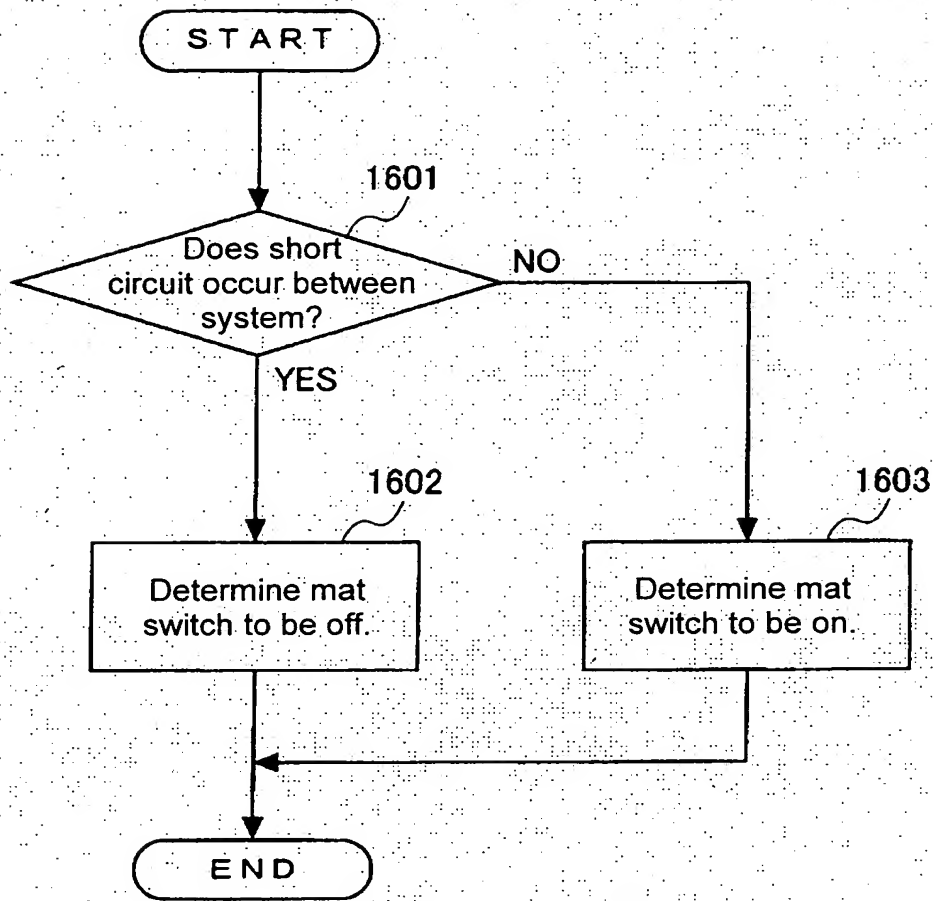 START
1601
Does short
circuit occur between
system?
NO
YES
1602
1603
Determine mat
switch to be off.
Determine mat
switch to be on.
END